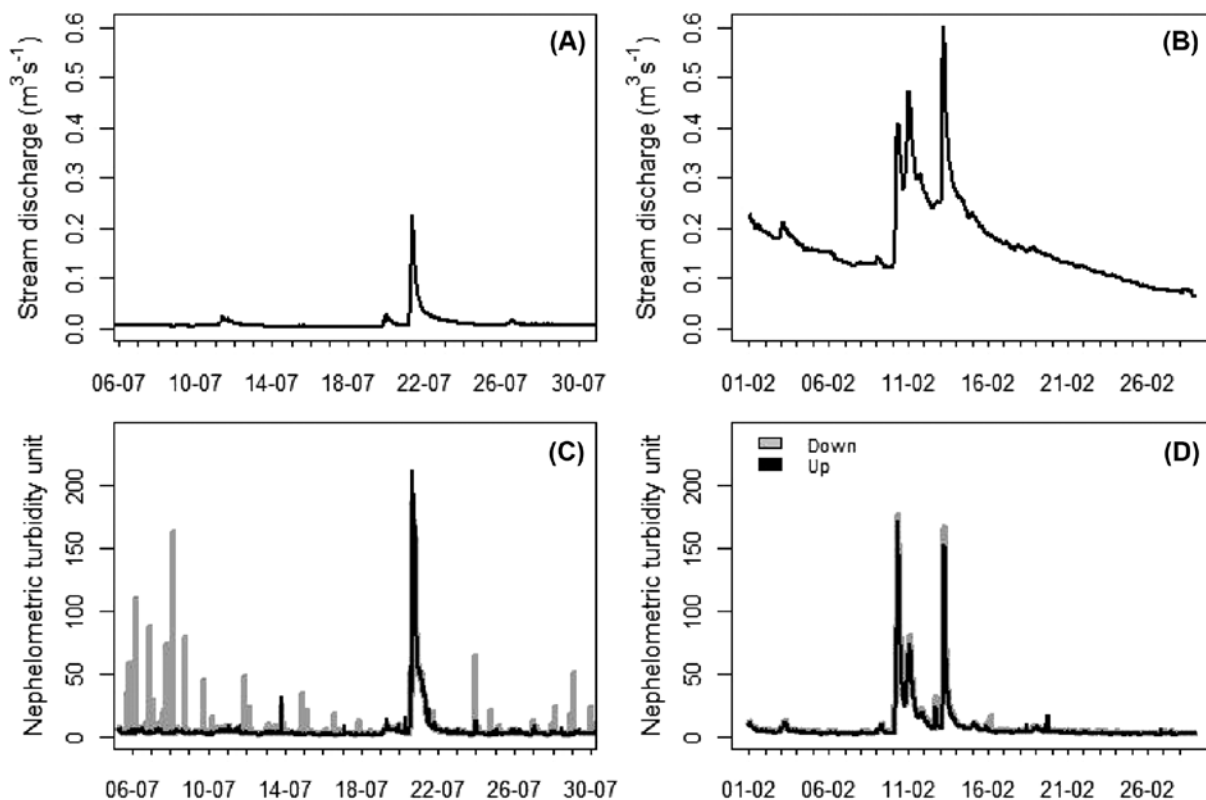 Stream discharge (m³ s⁻¹)
0.0 0.1 0.2 0.3 0.4 0.5 0.6
(A)
06-07 10-07 14-07 18-07 22-07 26-07 30-07
Stream discharge (m³ s⁻¹)
0.0 0.1 0.2 0.3 0.4 0.5 0.6
(B)
01-02 06-02 11-02 16-02 21-02 26-02
Nephelometric turbidity unit
0 50 100 150 200
(C)
06-07 10-07 14-07 18-07 22-07 26-07 30-07
Nephelometric turbidity unit
0 50 100 150 200
Down
Up
(D)
01-02 06-02 11-02 16-02 21-02 26-02